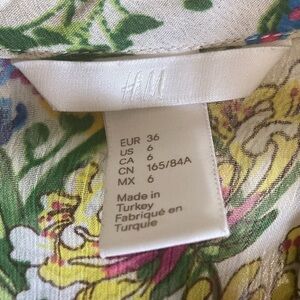 H&M
EUR 36
US 6
CA 6
CN 165/84A
MX 6
Made in
Turkey
Fabriqué en
Turquie